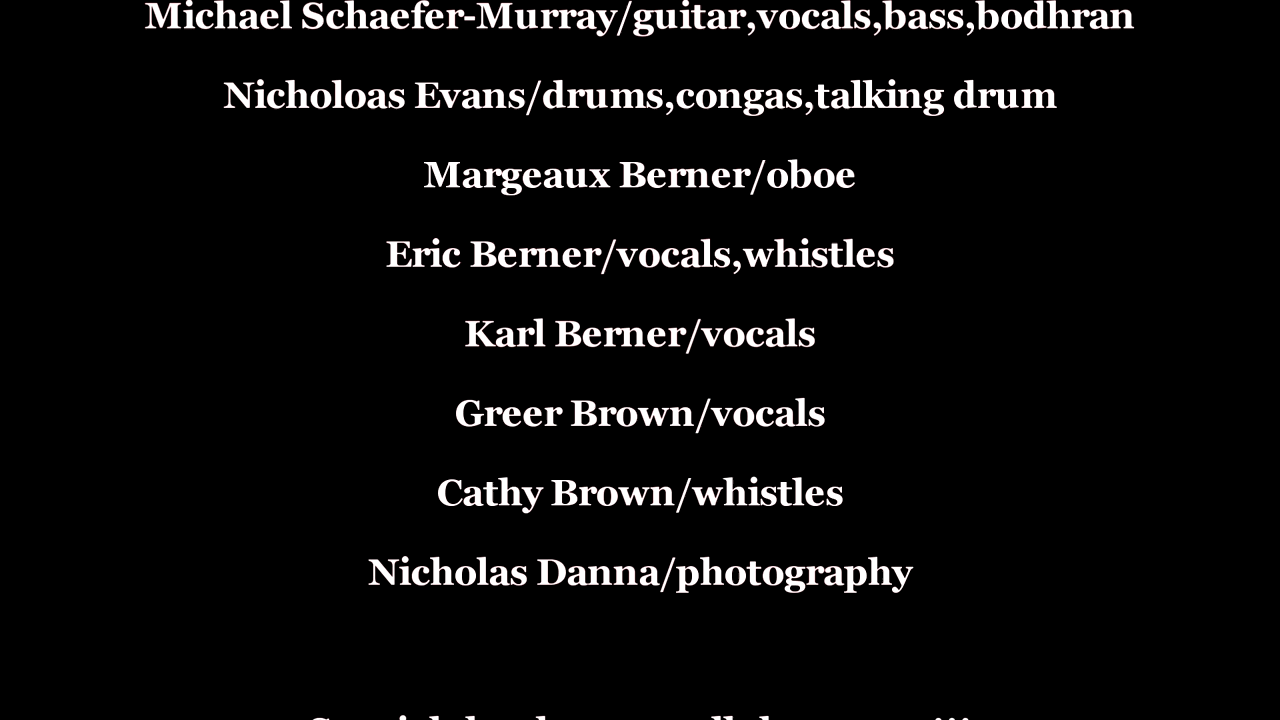 Michael Schaefer-Murray/guitar,vocals,bass,bodhran
Nicholoas Evans/drums,congas,talking drum
Margeaux Berner/oboe
Eric Berner/vocals,whistles
Karl Berner/vocals
Greer Brown/vocals
Cathy Brown/whistles
Nicholas Danna/photography